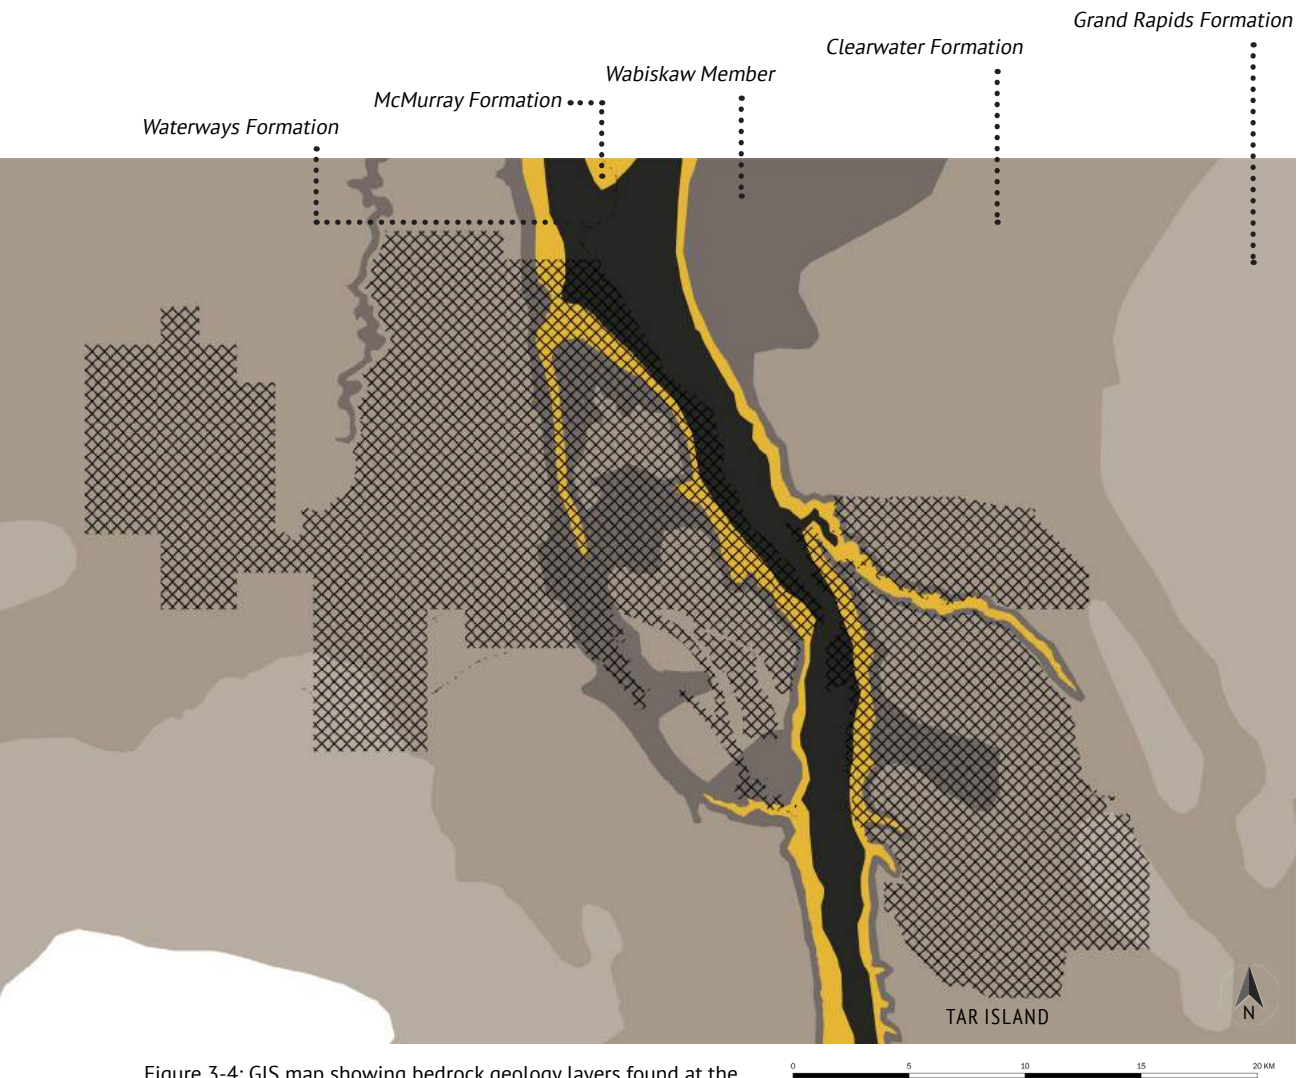 Grand Rapids Formation
Clearwater Formation
Wabiskaw Member
McMurray Formation
Waterways Formation
TAR ISLAND
N
Figure 3-4: GIS map showing bedrock geology layers found at the
0 5 10 15 20 KM